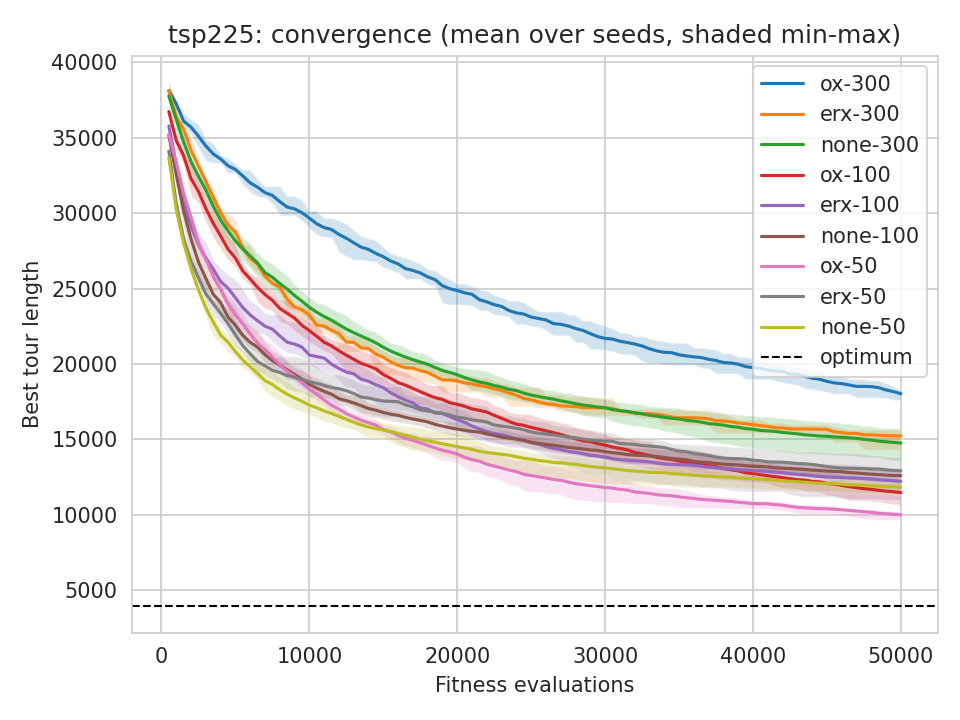 tsp225: convergence (mean over seeds, shaded min-max)
40000
35000
30000
25000
20000
15000
10000
5000
Best tour length
ox-300
erx-300
none-300
ox-100
erx-100
none-100
ox-50
erx-50
none-50
optimum
0 10000 20000 30000 40000 50000
Fitness evaluations